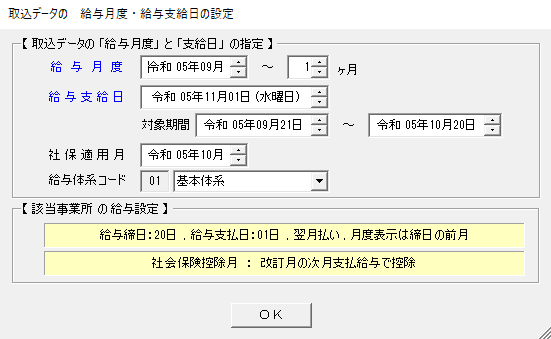 取込データの　給与月度・給与支給日の設定
【 取込データの「給与月度」と「支給日」の指定 】
給 与 月 度 令和 05年09月 ～ 1 ヶ月
給 与 支 給 日 令和 05年11月01日 (水曜日)
対象期間 令和 05年09月21日 ～ 令和 05年10月20日
社 保 適 用 月 令和 05年10月
給与体系コード 01 基本体系
【 該当事業所 の 給与設定 】
給与締日：20日 , 給与支払日：01日 , 翌月払い , 月度表示は締日の前月
社会保険控除月 ： 改訂月の次月支払給与で控除
ＯＫ